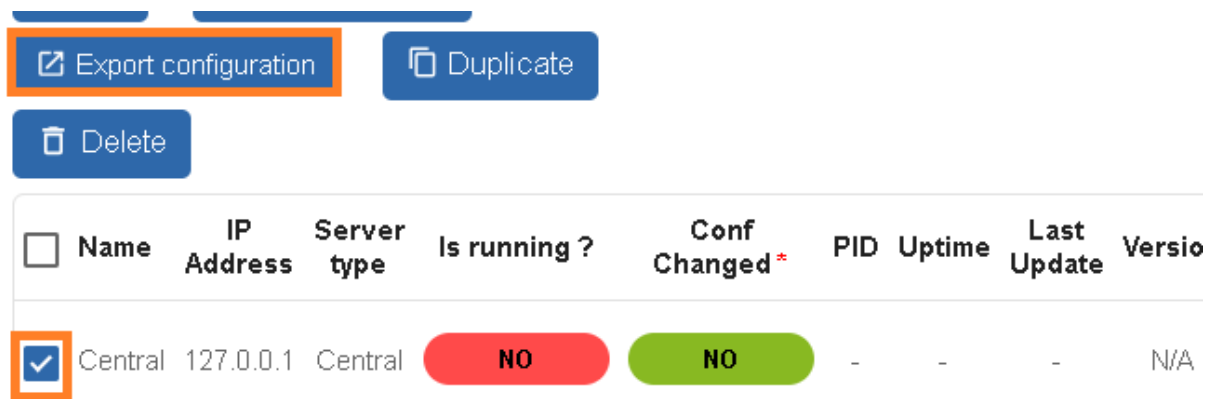 Export configuration
Duplicate
Delete
Name IP Address Server type Is running ? Conf Changed * PID Uptime Last Update Versio
Central 127.0.0.1 Central NO NO - - - N/A